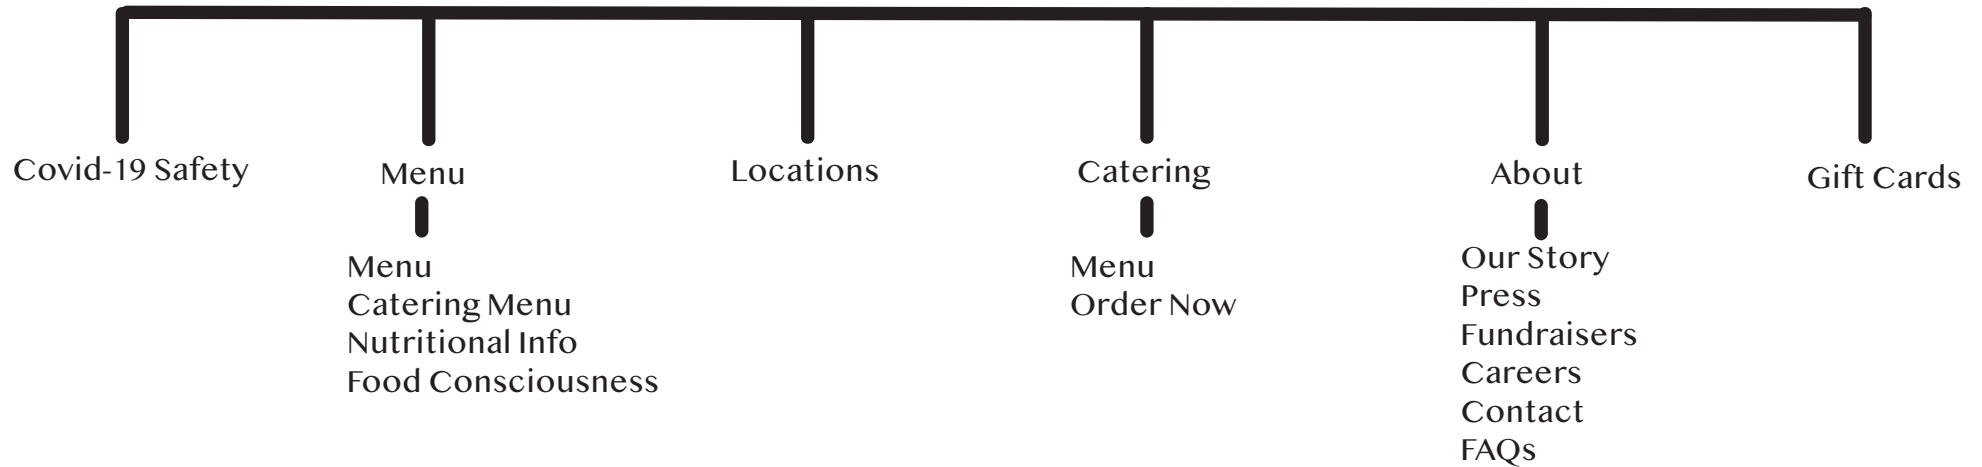 Covid-19 Safety
Menu
Locations
Catering
About
Gift Cards
Menu
Catering Menu
Nutritional Info
Food Consciousness
Menu
Order Now
Our Story
Press
Fundraisers
Careers
Contact
FAQs